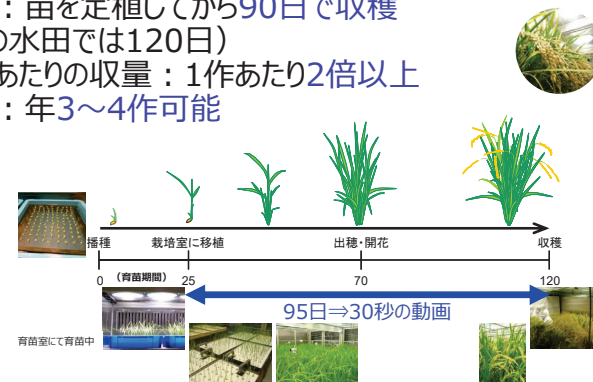 ：苗を定植してから90日で収穫
の水田では120日）
あたりの収量：1作あたり2倍以上
：年3～4作可能
播種
栽培室に移植
出穂・開花
収穫
0
（育苗期間）
25
70
120
95日⇒30秒の動画
育苗室にて育苗中